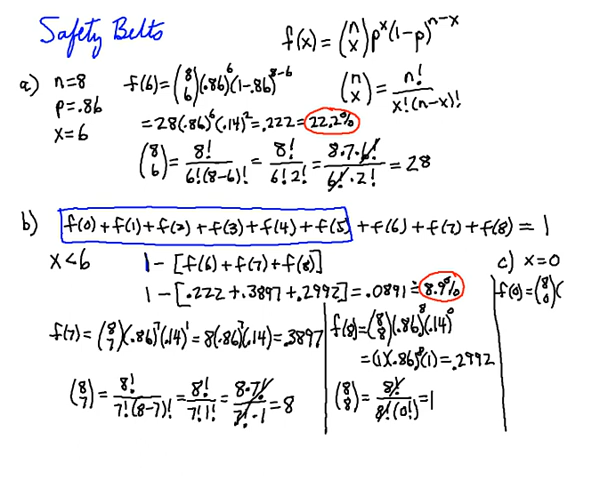 Safety Belts
f(x) = (n x) p^x (1-p)^n-x
a) n=8 f(6) = (8 6)(.86)^6(1-.86)^8-6 (n x) = n! / x!(n-x)!
p=.86 = 28(.86)^6(.14)^2 = .222 = 22.2%
x=6
(8 6) = 8! / 6!(8-6)! = 8! / 6!2! = 8·7·6! / 6!·2! = 28
b) f(0) + f(1) + f(2) + f(3) + f(4) + f(5) + f(6) + f(7) + f(8) = 1
x<6 1 - [f(6) + f(7) + f(8)] c) x=0
1 - [.222 + .3897 + .2992] = .0891 ≐ 8.9% f(0) = (8 0)(
f(7) = (8 7)(.86)^7(.14)^1 = 8(.86)^7(.14) = .3897 f(8) = (8 8)(.86)^8(.14)^0
= (1)(.86)^8(1) = .2992
(8 7) = 8! / 7!(8-7)! = 8! / 7!1! = 8·7! / 7!·1 = 8 (8 8) = 8! / 8!(0!) = 1